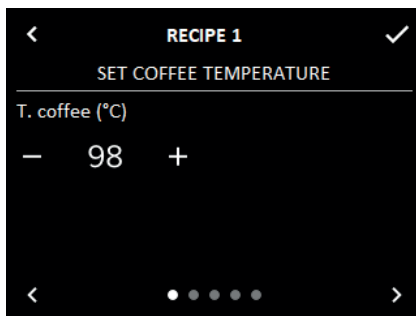 RECIPE 1
SET COFFEE TEMPERATURE
T. coffee (°C)
− 98 +